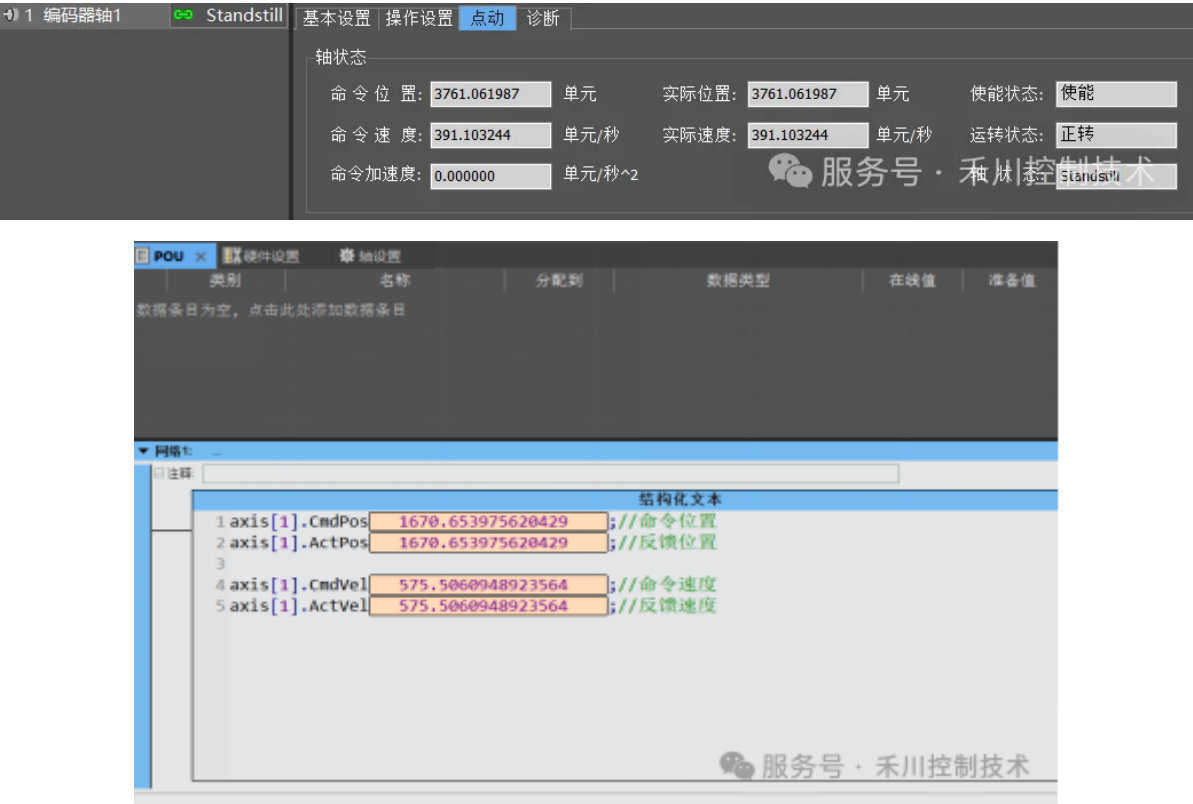 1 编码器轴1 Standstill 基本设置 操作设置 点动 诊断
轴状态
命令位置: 3761.061987 单元 实际位置: 3761.061987 单元 使能状态: 使能
命令速度: 391.103244 单元/秒 实际速度: 391.103244 单元/秒 运转状态: 正转
命令加速度: 0.000000 单元/秒^2 轴状态: Standstill
服务号 · 禾川控制技术
POU × 硬件设置 轴设置
类别 名称 分配到 数据类型 在线值 准备值
数据条目为空，点击此处添加数据条目
网络1: ...
注释:
结构化文本
1 axis[1].CmdPos 1670.653975620429 ;//命令位置
2 axis[1].ActPos 1670.653975620429 ;//反馈位置
3
4 axis[1].CmdVel 575.5060948923564 ;//命令速度
5 axis[1].ActVel 575.5060948923564 ;//反馈速度
服务号 · 禾川控制技术